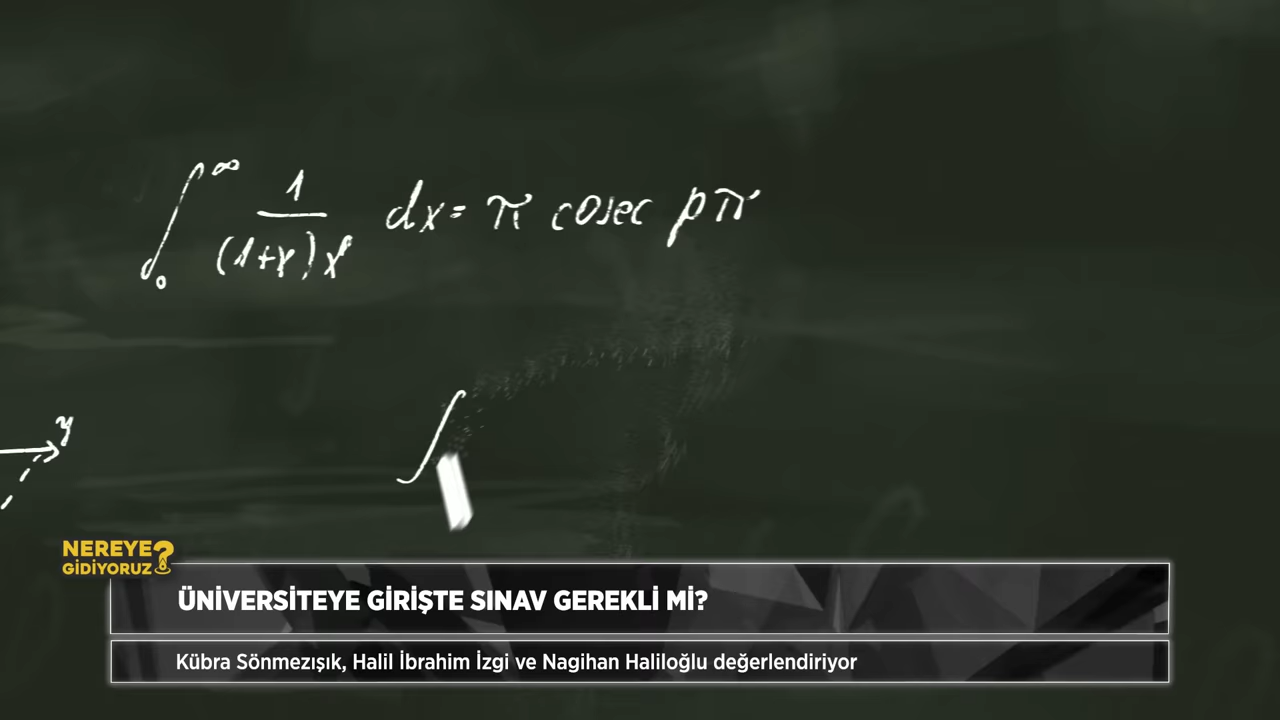 ∫₀^∞ 1/((1+x)x^p) dx = π cosec pπ
y
∫
NEREYE
GİDİYORUZ?
ÜNİVERSİTEYE GİRİŞTE SINAV GEREKLİ Mİ?
Kübra Sönmezışık, Halil İbrahim İzgi ve Nagihan Haliloğlu değerlendiriyor